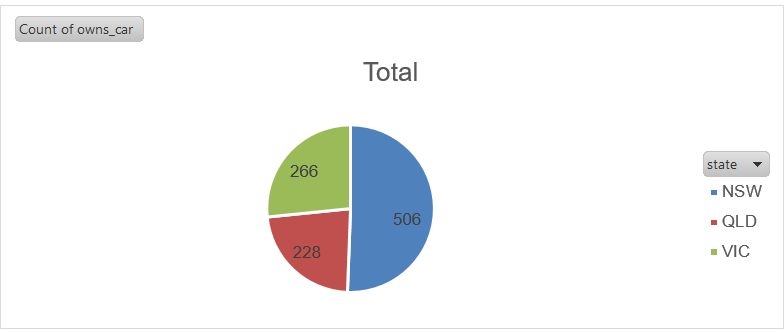 Count of owns_car
Total
266
506
228
state
NSW
QLD
VIC